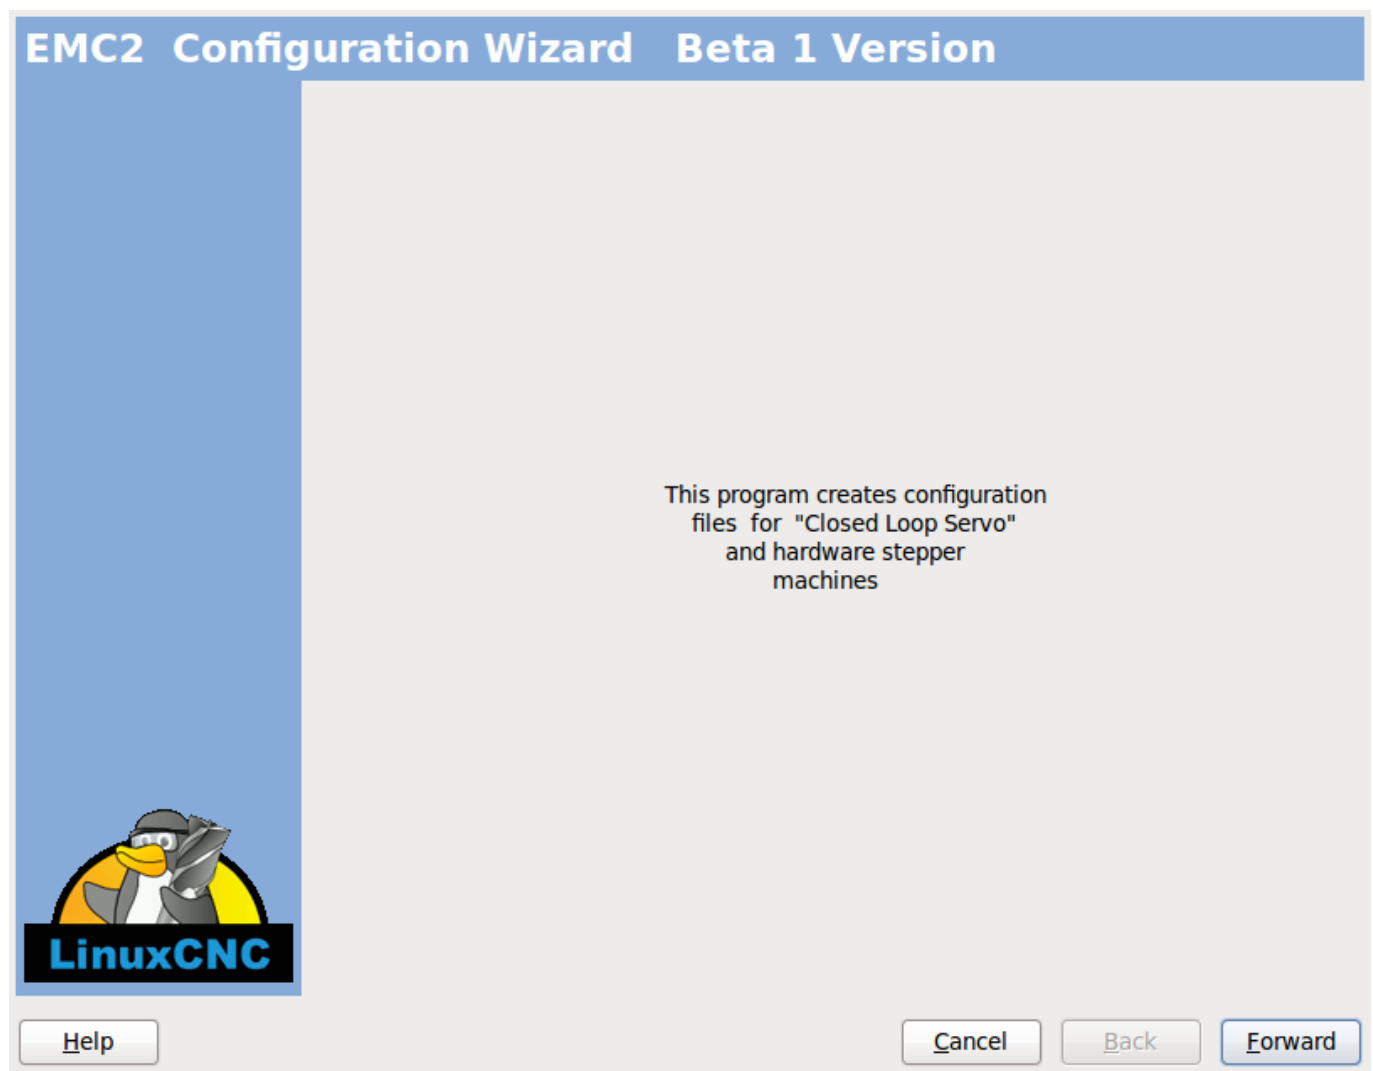 EMC2  Configuration Wizard   Beta 1 Version
This program creates configuration
files  for  "Closed Loop Servo"
and hardware stepper
machines
LinuxCNC
Help
Cancel
Back
Forward